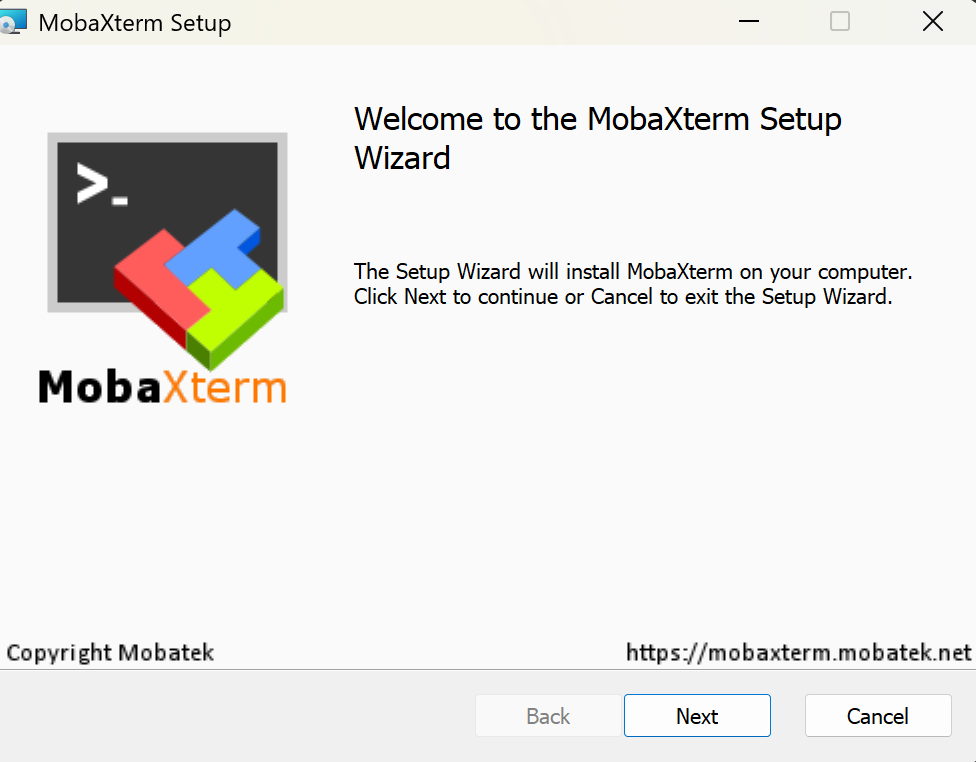 MobaXterm Setup
Welcome to the MobaXterm Setup
Wizard
>_
MobaXterm
The Setup Wizard will install MobaXterm on your computer.
Click Next to continue or Cancel to exit the Setup Wizard.
Copyright Mobatek
https://mobaxterm.mobatek.net
Back
Next
Cancel